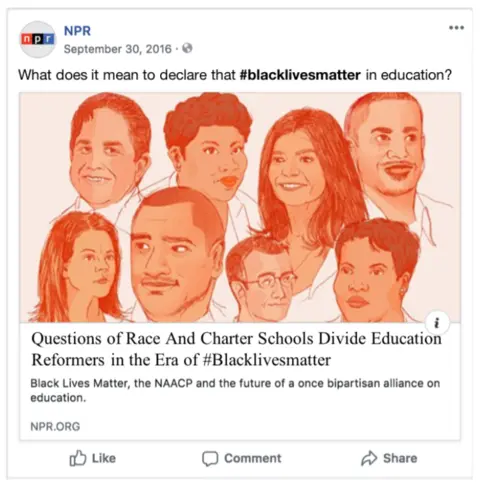 npr NPR
September 30, 2016 ·
What does it mean to declare that #blacklivesmatter in education?
Questions of Race And Charter Schools Divide Education
Reformers in the Era of #Blacklivesmatter
Black Lives Matter, the NAACP and the future of a once bipartisan alliance on
education.
NPR.ORG
Like Comment Share